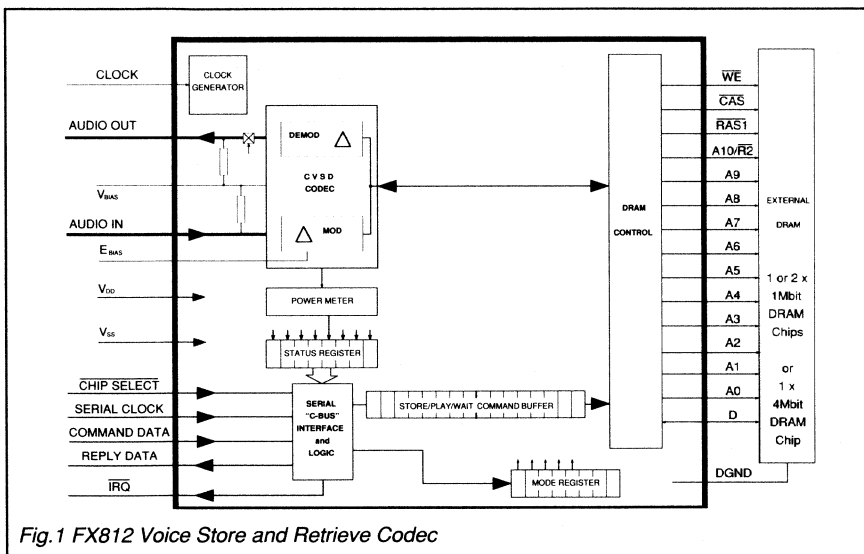 CLOCK
CLOCK
GENERATOR
AUDIO OUT
DEMOD
CVSD
CODEC
VBIAS
AUDIO IN
MOD
EBIAS
VDD
POWER METER
VSS
STATUS REGISTER
CHIP SELECT
SERIAL CLOCK
COMMAND DATA
REPLY DATA
IRQ
SERIAL
"C-BUS"
INTERFACE
and
LOGIC
STORE/PLAY/WAIT COMMAND BUFFER
MODE REGISTER
DRAM
CONTROL
WE
CAS
RAS1
A10/R2
A9
A8
A7
A6
A5
A4
A3
A2
A1
A0
D
DGND
EXTERNAL
DRAM
1 or 2 x
1Mbit
DRAM
Chips
or
1 x
4Mbit
DRAM
Chip
Fig.1 FX812 Voice Store and Retrieve Codec